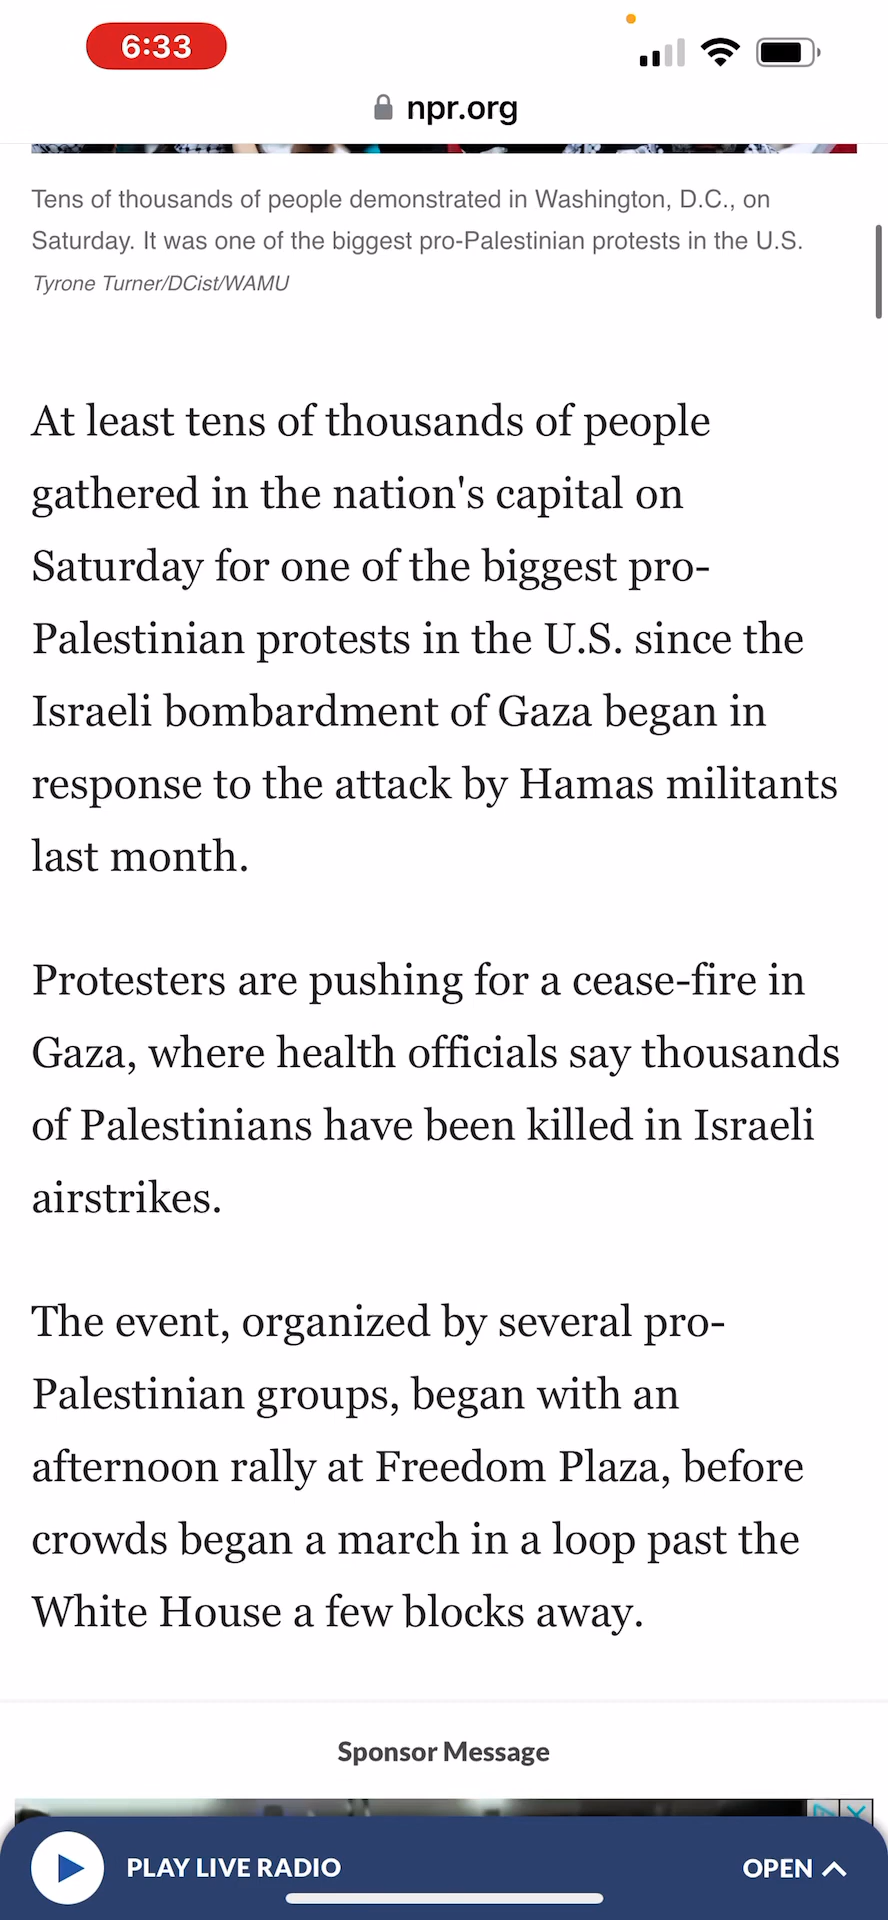 6:33
npr.org
Tens of thousands of people demonstrated in Washington, D.C., on
Saturday. It was one of the biggest pro-Palestinian protests in the U.S.
Tyrone Turner/DCist/WAMU
At least tens of thousands of people
gathered in the nation's capital on
Saturday for one of the biggest pro-
Palestinian protests in the U.S. since the
Israeli bombardment of Gaza began in
response to the attack by Hamas militants
last month.
Protesters are pushing for a cease-fire in
Gaza, where health officials say thousands
of Palestinians have been killed in Israeli
airstrikes.
The event, organized by several pro-
Palestinian groups, began with an
afternoon rally at Freedom Plaza, before
crowds began a march in a loop past the
White House a few blocks away.
Sponsor Message
PLAY LIVE RADIO
OPEN